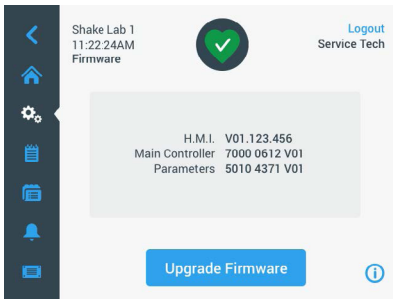 Shake Lab 1
11:22:24AM
Firmware
Logout
Service Tech
H.M.I. V01.123.456
Main Controller 7000 0612 V01
Parameters 5010 4371 V01
Upgrade Firmware